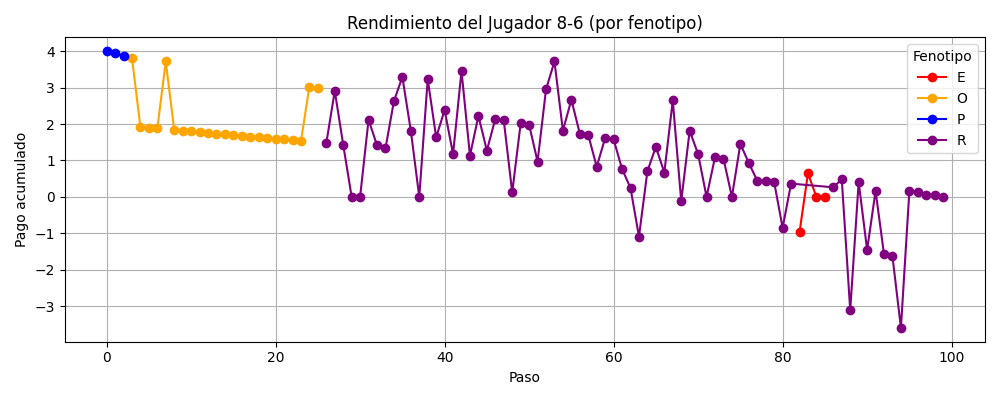 Rendimiento del Jugador 8-6 (por fenotipo)
Pago acumulado
4
3
2
1
0
−1
−2
−3
Fenotipo
E
O
P
R
0
20
40
60
80
100
Paso